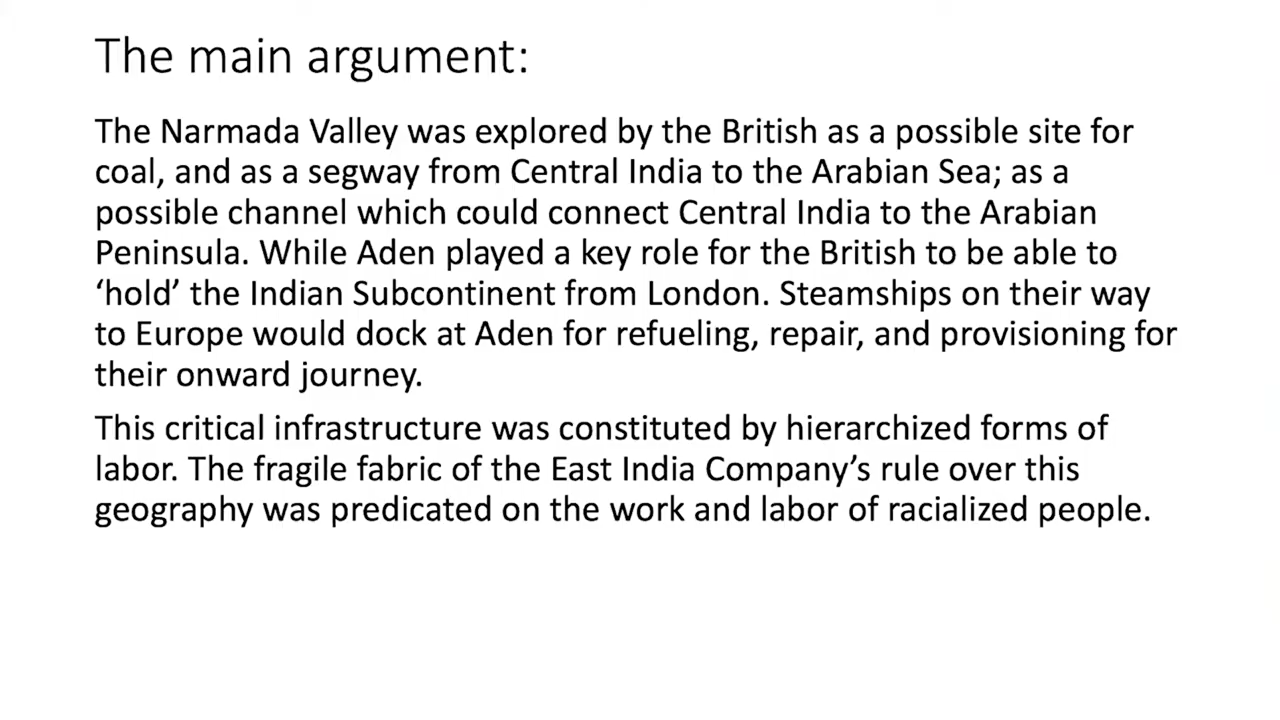 The main argument:
The Narmada Valley was explored by the British as a possible site for
coal, and as a segway from Central India to the Arabian Sea; as a
possible channel which could connect Central India to the Arabian
Peninsula. While Aden played a key role for the British to be able to
‘hold’ the Indian Subcontinent from London. Steamships on their way
to Europe would dock at Aden for refueling, repair, and provisioning for
their onward journey.
This critical infrastructure was constituted by hierarchized forms of
labor. The fragile fabric of the East India Company’s rule over this
geography was predicated on the work and labor of racialized people.